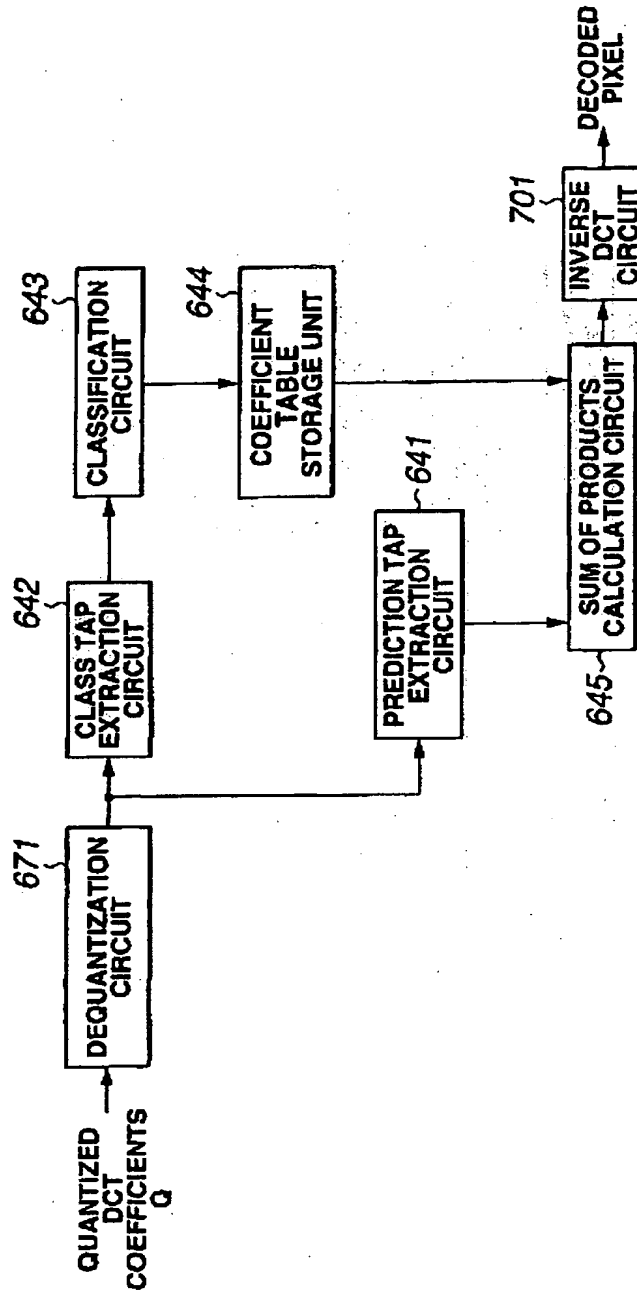 QUANTIZED
DCT
COEFFICIENTS
Q
671
DEQUANTIZATION
CIRCUIT
642
CLASS TAP
EXTRACTION
CIRCUIT
643
CLASSIFICATION
CIRCUIT
644
COEFFICIENT
TABLE
STORAGE UNIT
641
PREDICTION TAP
EXTRACTION
CIRCUIT
645
SUM OF PRODUCTS
CALCULATION CIRCUIT
701
INVERSE
DCT
CIRCUIT
DECODED
PIXEL